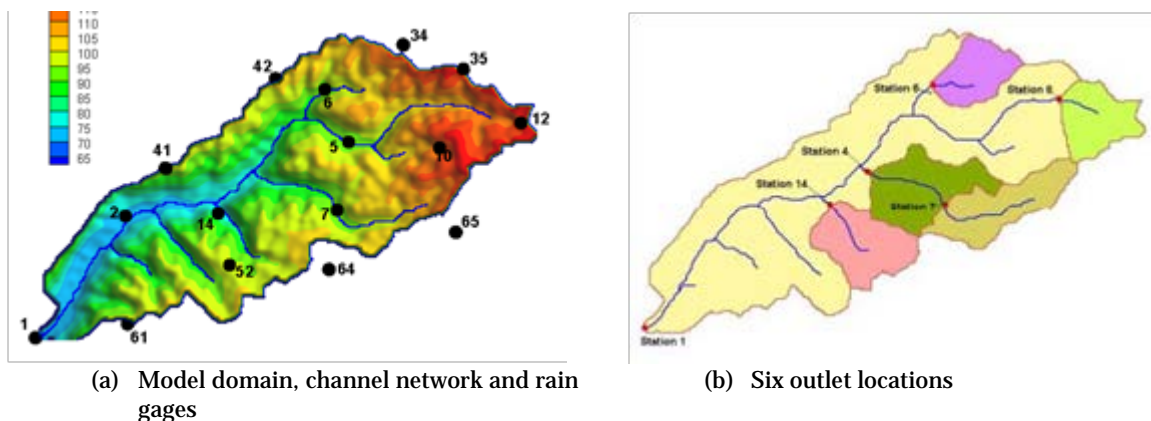 110
105
100
95
90
85
80
75
70
65
34
35
42
6
12
5
10
41
2
14
7
65
52
64
1
61
Station 6
Station 8
Station 4
Station 14
Station 7
Station 1
(a) Model domain, channel network and rain
gages
(b) Six outlet locations